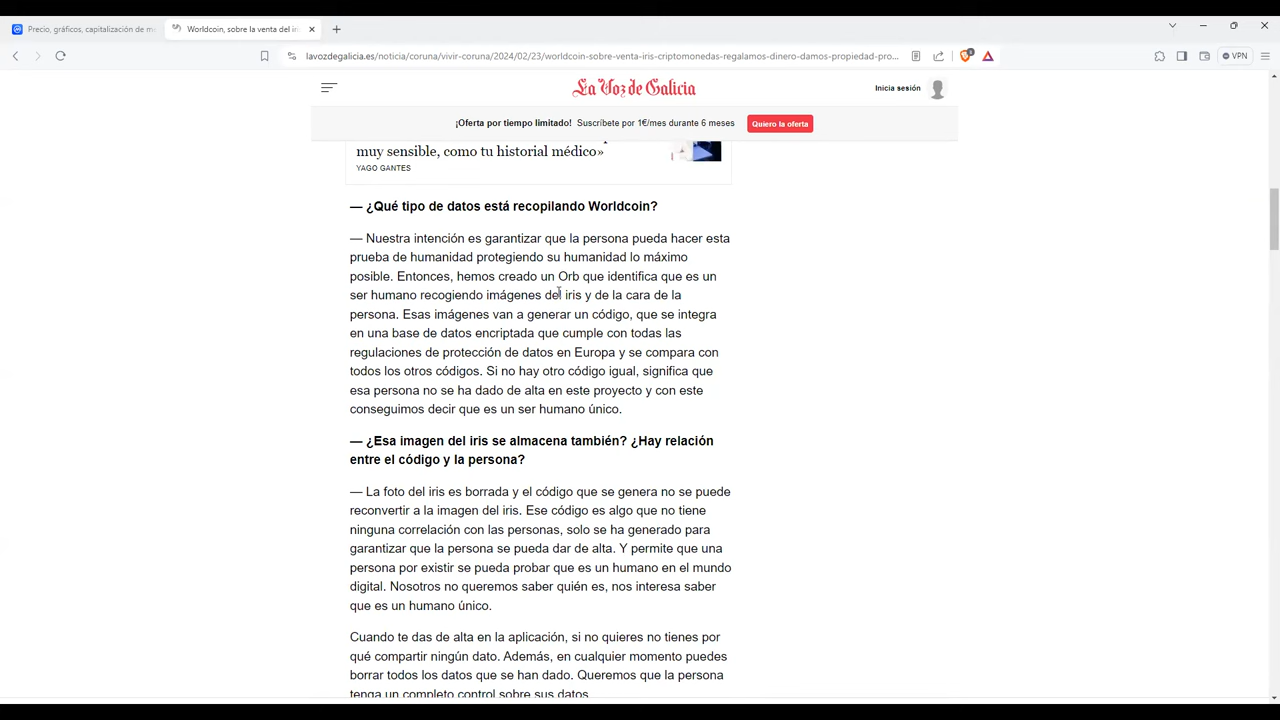 Precio, gráficos, capitalización de m
Worldcoin, sobre la venta del iri
lavozdegalicia.es/noticia/coruna/vivir-coruna/2024/02/23/worldcoin-sobre-venta-iris-criptomonedas-regalamos-dinero-damos-propiedad-pro...
VPN
La Voz de Galicia
Inicia sesión
¡Oferta por tiempo limitado! Suscríbete por 1€/mes durante 6 meses
Quiero la oferta
muy sensible, como tu historial médico»
YAGO GANTES
— ¿Qué tipo de datos está recopilando Worldcoin?
— Nuestra intención es garantizar que la persona pueda hacer esta
prueba de humanidad protegiendo su humanidad lo máximo
posible. Entonces, hemos creado un Orb que identifica que es un
ser humano recogiendo imágenes del iris y de la cara de la
persona. Esas imágenes van a generar un código, que se integra
en una base de datos encriptada que cumple con todas las
regulaciones de protección de datos en Europa y se compara con
todos los otros códigos. Si no hay otro código igual, significa que
esa persona no se ha dado de alta en este proyecto y con este
conseguimos decir que es un ser humano único.
— ¿Esa imagen del iris se almacena también? ¿Hay relación
entre el código y la persona?
— La foto del iris es borrada y el código que se genera no se puede
reconvertir a la imagen del iris. Ese código es algo que no tiene
ninguna correlación con las personas, solo se ha generado para
garantizar que la persona se pueda dar de alta. Y permite que una
persona por existir se pueda probar que es un humano en el mundo
digital. Nosotros no queremos saber quién es, nos interesa saber
que es un humano único.
Cuando te das de alta en la aplicación, si no quieres no tienes por
qué compartir ningún dato. Además, en cualquier momento puedes
borrar todos los datos que se han dado. Queremos que la persona
tenga un completo control sobre sus datos.